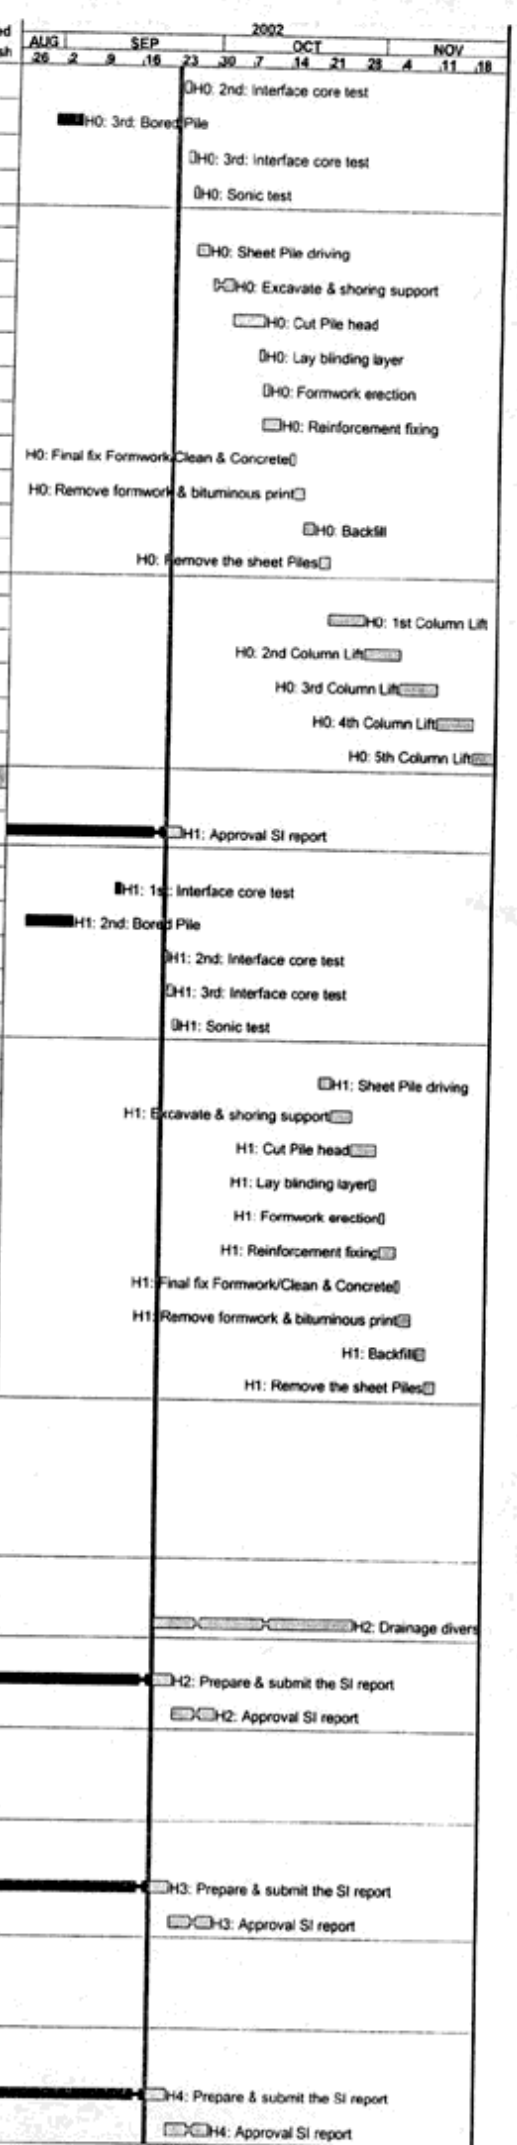 ed
2002
sh
AUG SEP OCT NOV
26 2 9 16 23 30 7 14 21 28 4 11 18
H0: 2nd: Interface core test
H0: 3rd: Bored Pile
H0: 3rd: Interface core test
H0: Sonic test
H0: Sheet Pile driving
H0: Excavate & shoring support
H0: Cut Pile head
H0: Lay blinding layer
H0: Formwork erection
H0: Reinforcement fixing
H0: Final fix Formwork/Clean & Concrete
H0: Remove formwork & bituminous print
H0: Backfill
H0: Remove the sheet Piles
H0: 1st Column Lift
H0: 2nd Column Lift
H0: 3rd Column Lift
H0: 4th Column Lift
H0: 5th Column Lift
H1: Approval SI report
H1: 1st: Interface core test
H1: 2nd: Bored Pile
H1: 2nd: Interface core test
H1: 3rd: Interface core test
H1: Sonic test
H1: Sheet Pile driving
H1: Excavate & shoring support
H1: Cut Pile head
H1: Lay blinding layer
H1: Formwork erection
H1: Reinforcement fixing
H1: Final fix Formwork/Clean & Concrete
H1: Remove formwork & bituminous print
H1: Backfill
H1: Remove the sheet Piles
H2: Drainage divers
H2: Prepare & submit the SI report
H2: Approval SI report
H3: Prepare & submit the SI report
H3: Approval SI report
H4: Prepare & submit the SI report
H4: Approval SI report